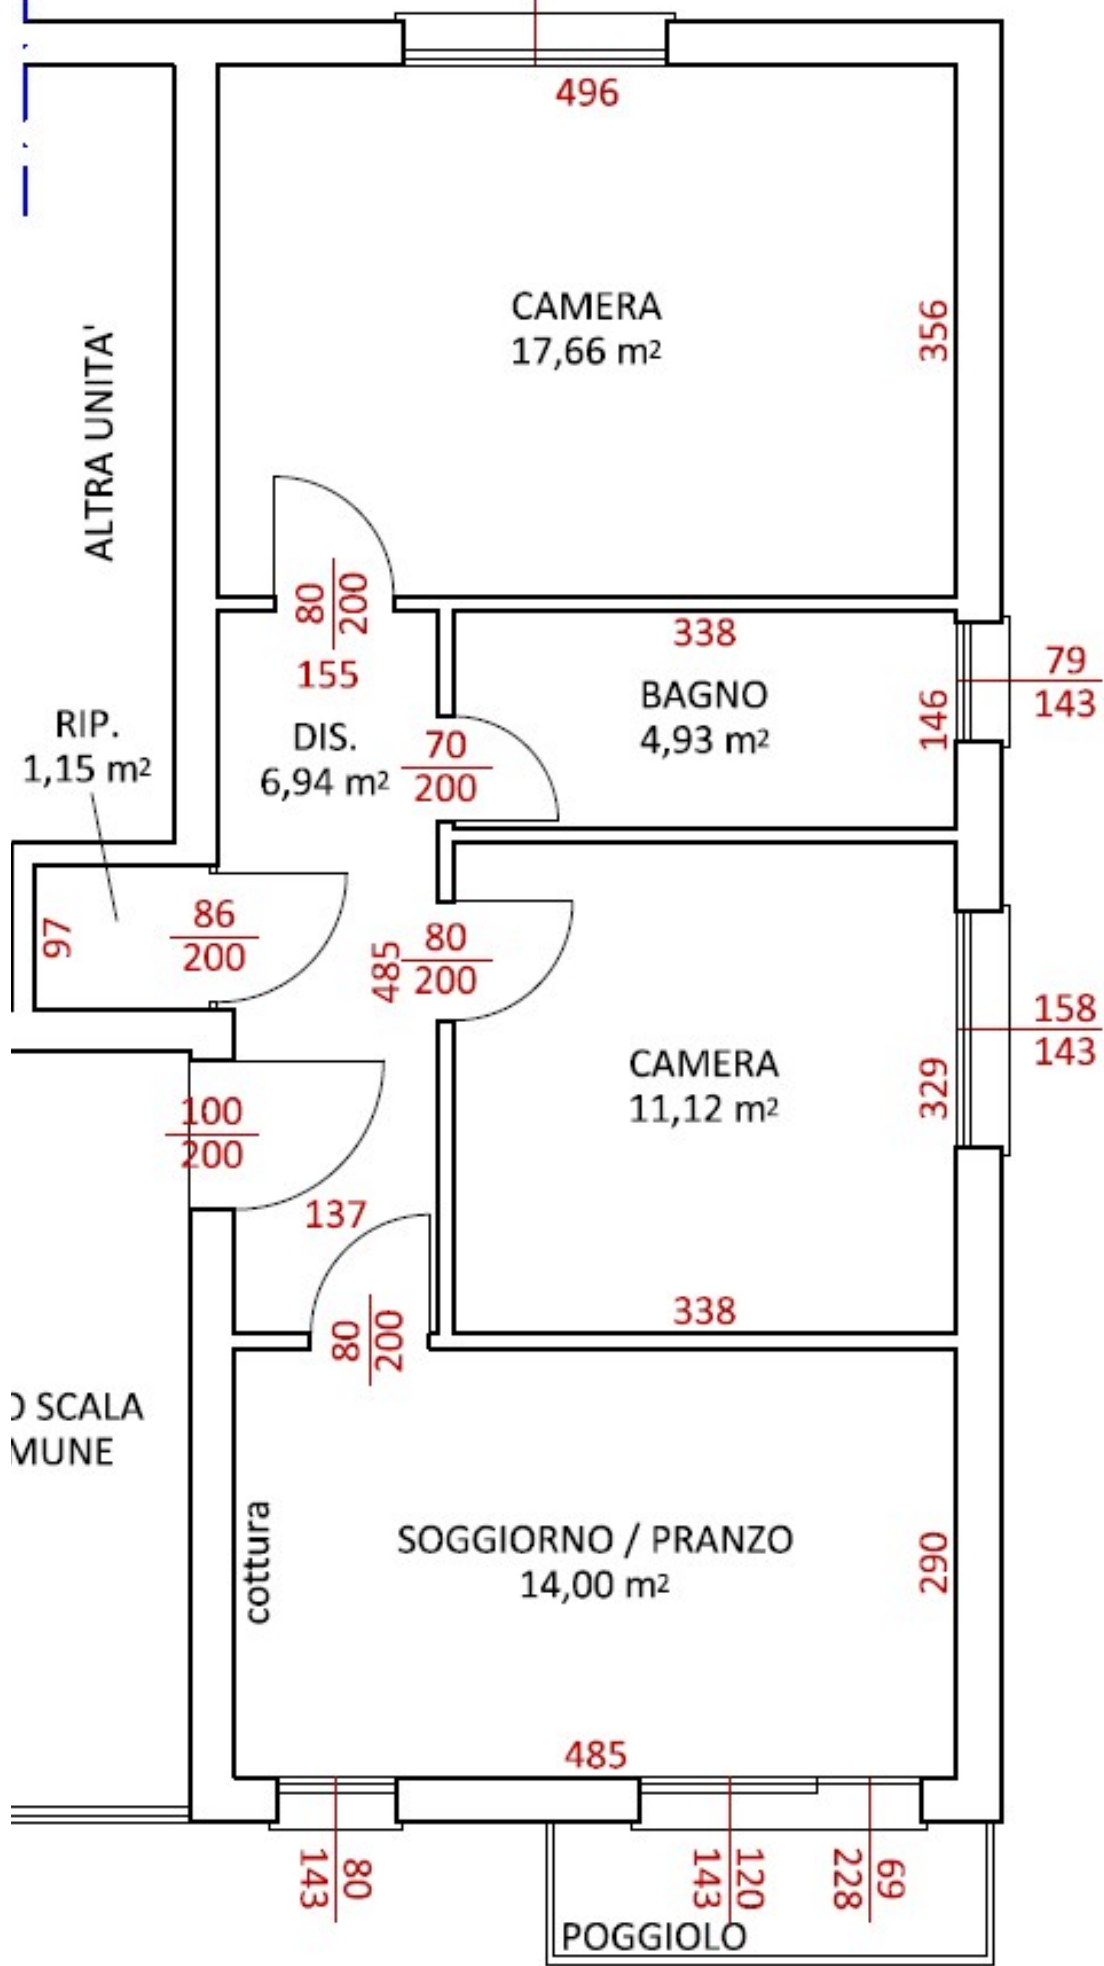 496
CAMERA
17,66 m²
356
ALTRA UNITA'
80
200
155
338
BAGNO
4,93 m²
146
79
143
RIP.
1,15 m²
DIS.
6,94 m²
70
200
97
86
200
485
80
200
158
143
CAMERA
11,12 m²
329
100
200
137
338
80
200
SCALA
MUNE
cottura
SOGGIORNO / PRANZO
14,00 m²
290
485
80
143
120
143
69
228
POGGIOLO